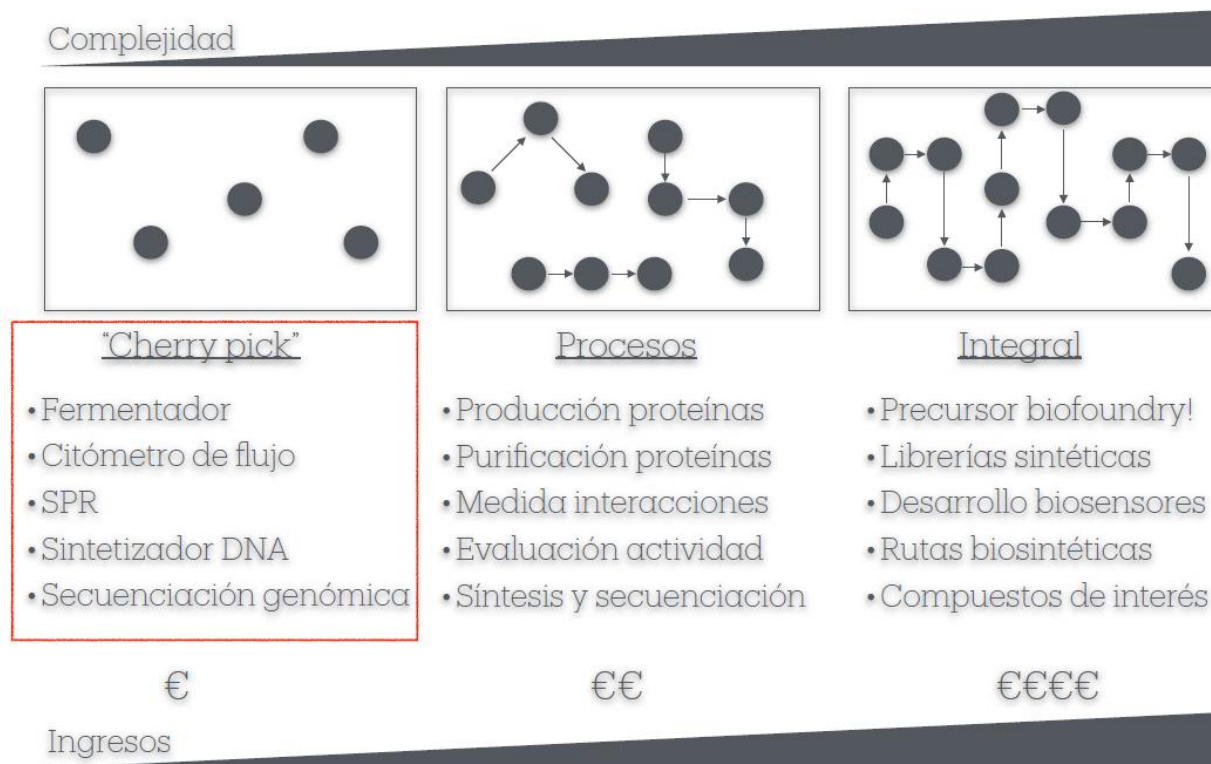 Complejidad
“Cherry pick”
• Fermentador
• Citómetro de flujo
• SPR
• Sintetizador DNA
• Secuenciación genómica
€
Procesos
• Producción proteínas
• Purificación proteínas
• Medida interacciones
• Evaluación actividad
• Síntesis y secuenciación
€€
Integral
• Precursor biofoundry!
• Librerías sintéticas
• Desarrollo biosensores
• Rutas biosintéticas
• Compuestos de interés
€€€€
Ingresos